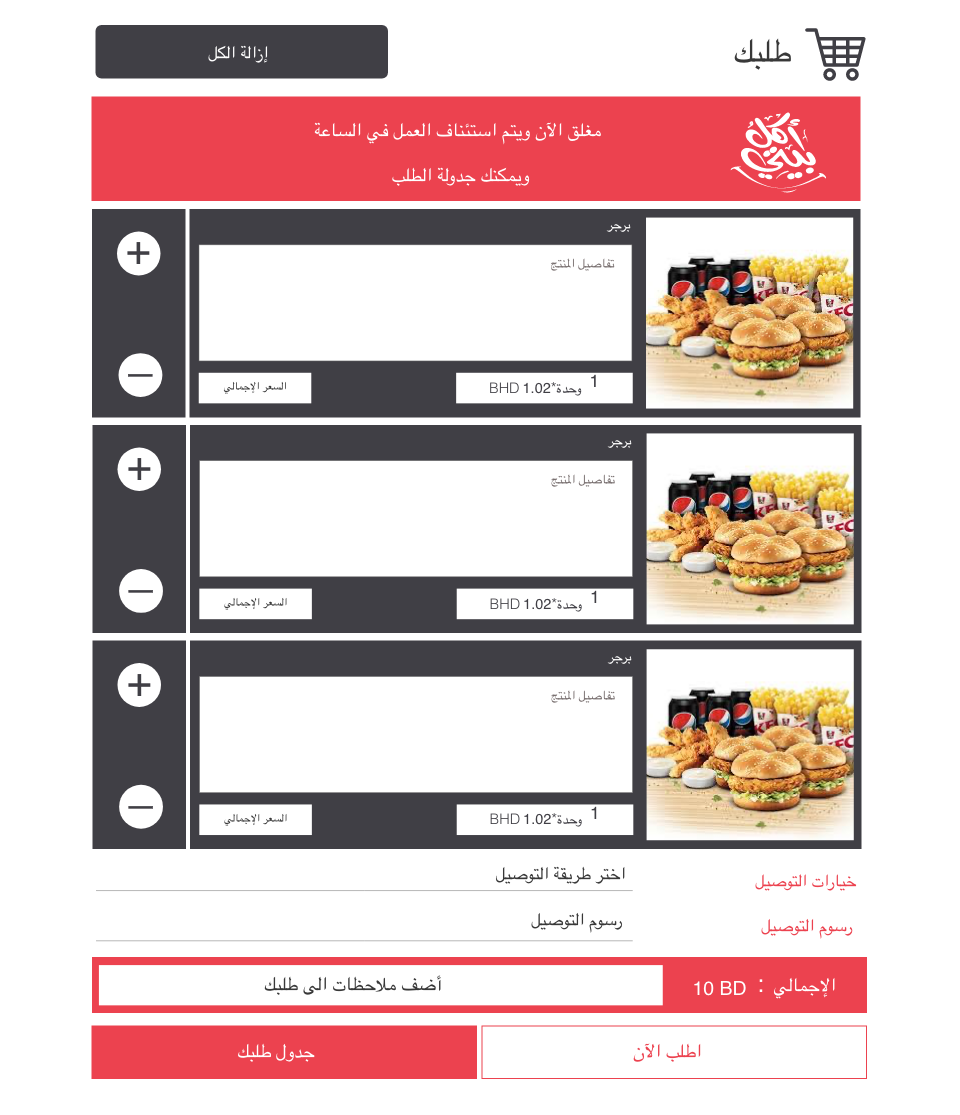 طلبك
إزالة الكل
أكل بيتي
مغلق الآن ويتم استئناف العمل في الساعة
ويمكنك جدولة الطلب
برجر
تفاصيل المنتج
1 وحدة*1.02 BHD
السعر الإجمالي
برجر
تفاصيل المنتج
1 وحدة*1.02 BHD
السعر الإجمالي
برجر
تفاصيل المنتج
1 وحدة*1.02 BHD
السعر الإجمالي
خيارات التوصيل
اختر طريقة التوصيل
رسوم التوصيل
رسوم التوصيل
الإجمالي : 10 BD
أضف ملاحظات الى طلبك
اطلب الآن
جدول طلبك